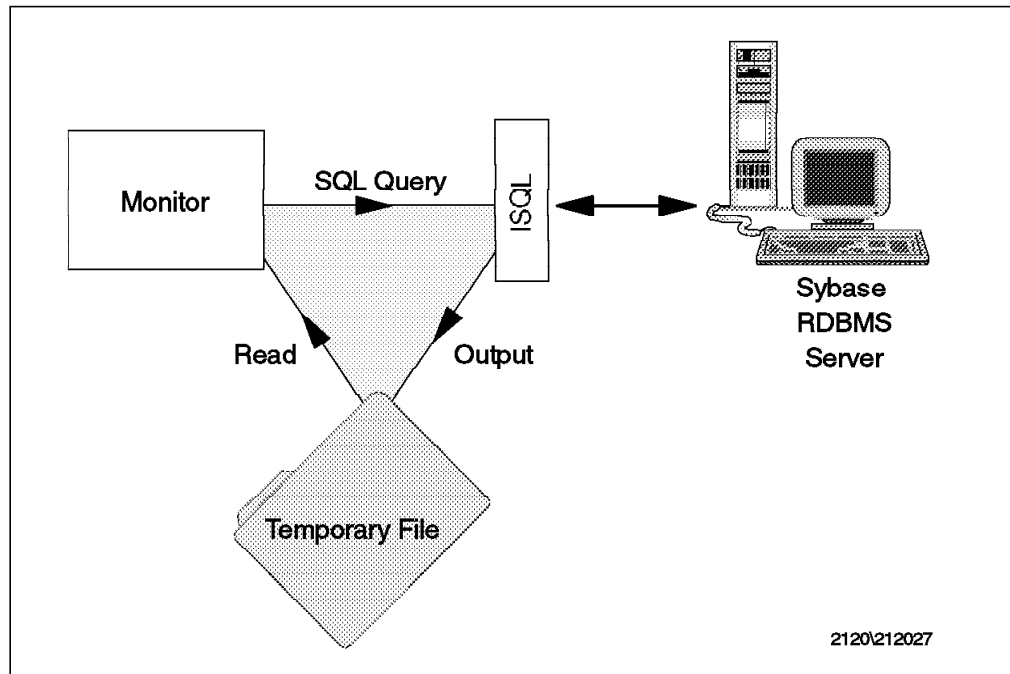 Monitor
SQL Query
ISQL
Sybase
RDBMS
Server
Read
Output
Temporary File
2120\212027